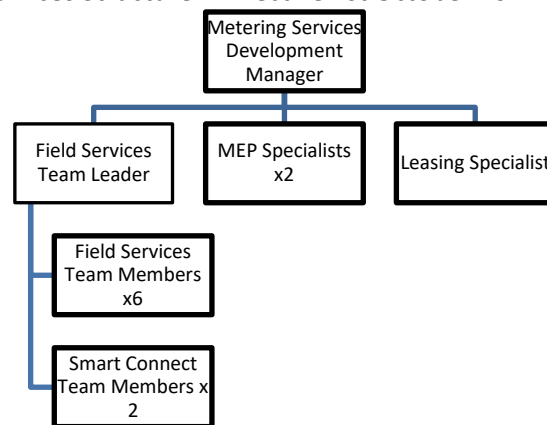 Metering Services
Development
Manager
Field Services
Team Leader
MEP Specialists
x2
Leasing Specialist
Field Services
Team Members
x6
Smart Connect
Team Members x
2